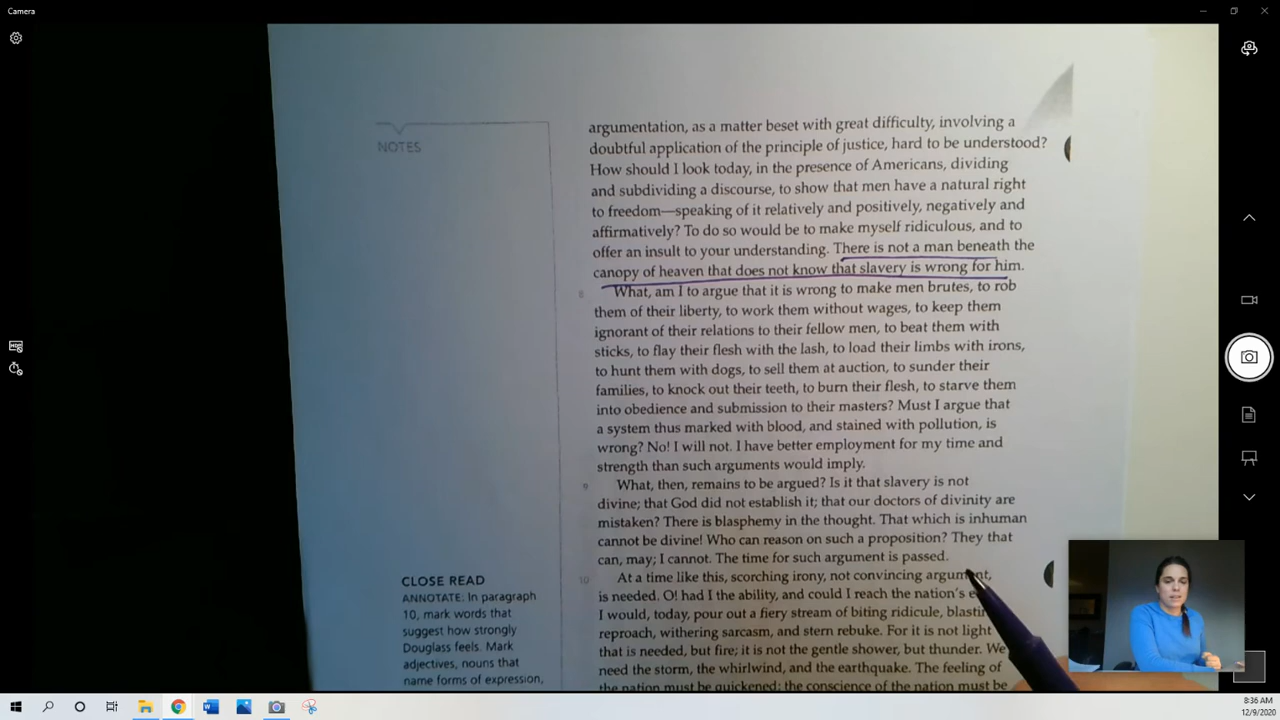 Camera
NOTES
argumentation, as a matter beset with great difficulty, involving a
doubtful application of the principle of justice, hard to be understood?
How should I look today, in the presence of Americans, dividing
and subdividing a discourse, to show that men have a natural right
to freedom—speaking of it relatively and positively, negatively and
affirmatively? To do so would be to make myself ridiculous, and to
offer an insult to your understanding. There is not a man beneath the
canopy of heaven that does not know that slavery is wrong for him.
8 What, am I to argue that it is wrong to make men brutes, to rob
them of their liberty, to work them without wages, to keep them
ignorant of their relations to their fellow men, to beat them with
sticks, to flay their flesh with the lash, to load their limbs with irons,
to hunt them with dogs, to sell them at auction, to sunder their
families, to knock out their teeth, to burn their flesh, to starve them
into obedience and submission to their masters? Must I argue that
a system thus marked with blood, and stained with pollution, is
wrong? No! I will not. I have better employment for my time and
strength than such arguments would imply.
9 What, then, remains to be argued? Is it that slavery is not
divine; that God did not establish it; that our doctors of divinity are
mistaken? There is blasphemy in the thought. That which is inhuman
cannot be divine! Who can reason on such a proposition? They that
can, may; I cannot. The time for such argument is passed.
10 At a time like this, scorching irony, not convincing argument,
is needed. O! had I the ability, and could I reach the nation's
I would, today, pour out a fiery stream of biting ridicule,
reproach, withering sarcasm, and stern rebuke. For it is not light
that is needed, but fire; it is not the gentle shower, but thunder. We
need the storm, the whirlwind, and the earthquake. The feeling of
the nation must be quickened; the conscience of the nation must be
CLOSE READ
ANNOTATE: In paragraph
10, mark words that
suggest how strongly
Douglass feels. Mark
adjectives, nouns that
name forms of expression,
8:36 AM
12/9/2020